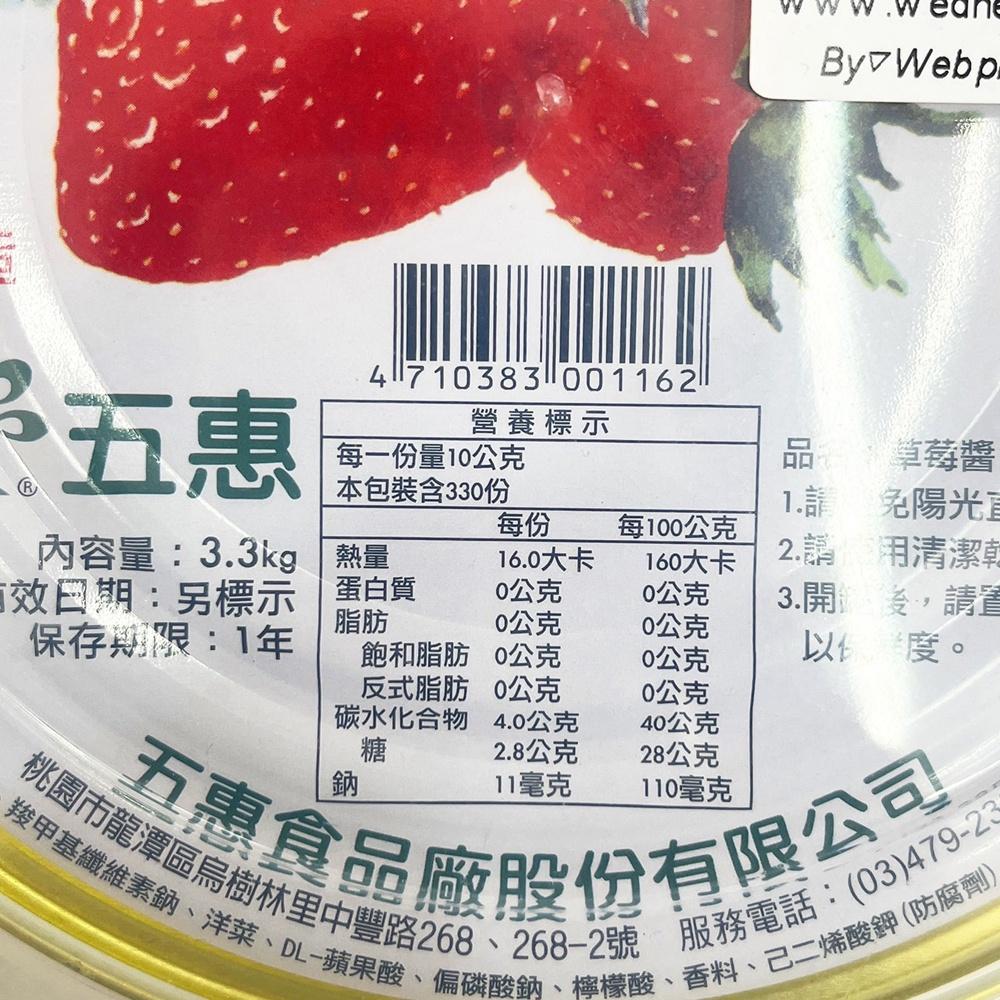 www.wedne
By▽Webp
4 710383 001162
五惠
®
內容量：3.3kg
有效日期：另標示
保存期限：1年
營養標示
每一份量10公克
本包裝含330份
每份 每100公克
熱量 16.0大卡 160大卡
蛋白質 0公克 0公克
脂肪 0公克 0公克
飽和脂肪 0公克 0公克
反式脂肪 0公克 0公克
碳水化合物 4.0公克 40公克
糖 2.8公克 28公克
鈉 11毫克 110毫克
品名 草莓醬
1.請 免陽光直
2.請使用清潔乾
3.開罐後，請置
以保鮮度。
五惠食品廠股份有限公司
桃園市龍潭區烏樹林里中豐路268、268-2號 服務電話：(03)479-23
羧甲基纖維素鈉、洋菜、DL-蘋果酸、偏磷酸鈉、檸檬酸、香料、己二烯酸鉀(防腐劑)